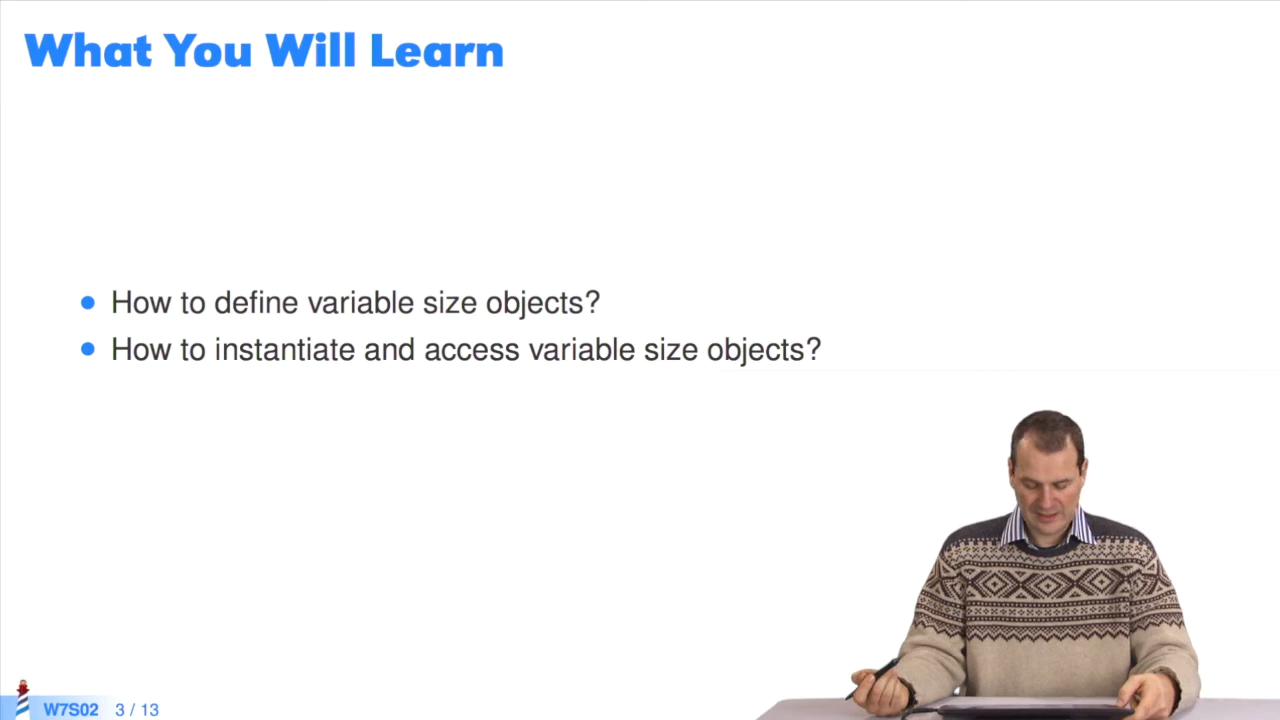 What You Will Learn
How to define variable size objects?
How to instantiate and access variable size objects?
W7S02 3 / 13